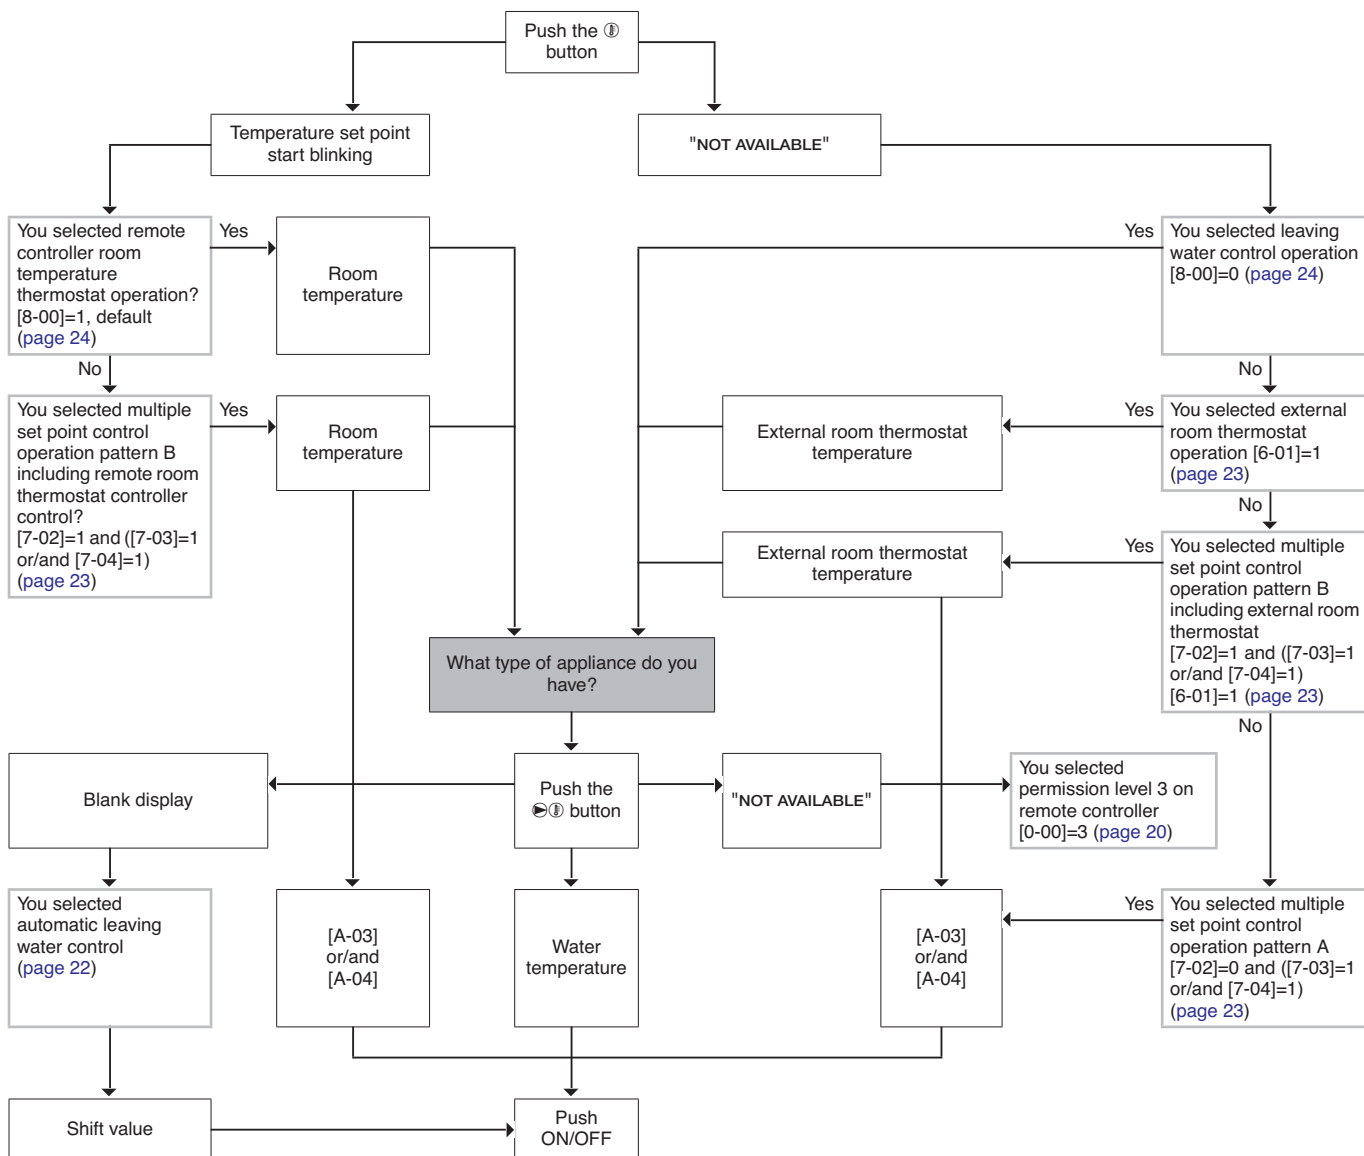 Push the
button
Temperature set point
start blinking
"NOT AVAILABLE"
You selected remote
controller room
temperature
thermostat operation?
[8-00]=1, default
(page 24)
Yes
Room
temperature
Yes
You selected leaving
water control operation
[8-00]=0 (page 24)
No
No
You selected multiple
set point control
operation pattern B
including remote room
thermostat controller
control?
[7-02]=1 and ([7-03]=1
or/and [7-04]=1)
(page 23)
Yes
Room
temperature
External room thermostat
temperature
Yes
You selected external
room thermostat
operation [6-01]=1
(page 23)
No
External room thermostat
temperature
Yes
You selected multiple
set point control
operation pattern B
including external room
thermostat
[7-02]=1 and ([7-03]=1
or/and [7-04]=1)
[6-01]=1 (page 23)
What type of appliance do you
have?
No
Blank display
Push the
button
"NOT AVAILABLE"
You selected
permission level 3 on
remote controller
[0-00]=3 (page 20)
You selected
automatic leaving
water control
(page 22)
[A-03]
or/and
[A-04]
Water
temperature
[A-03]
or/and
[A-04]
Yes
You selected multiple
set point control
operation pattern A
[7-02]=0 and ([7-03]=1
or/and [7-04]=1)
(page 23)
Shift value
Push
ON/OFF